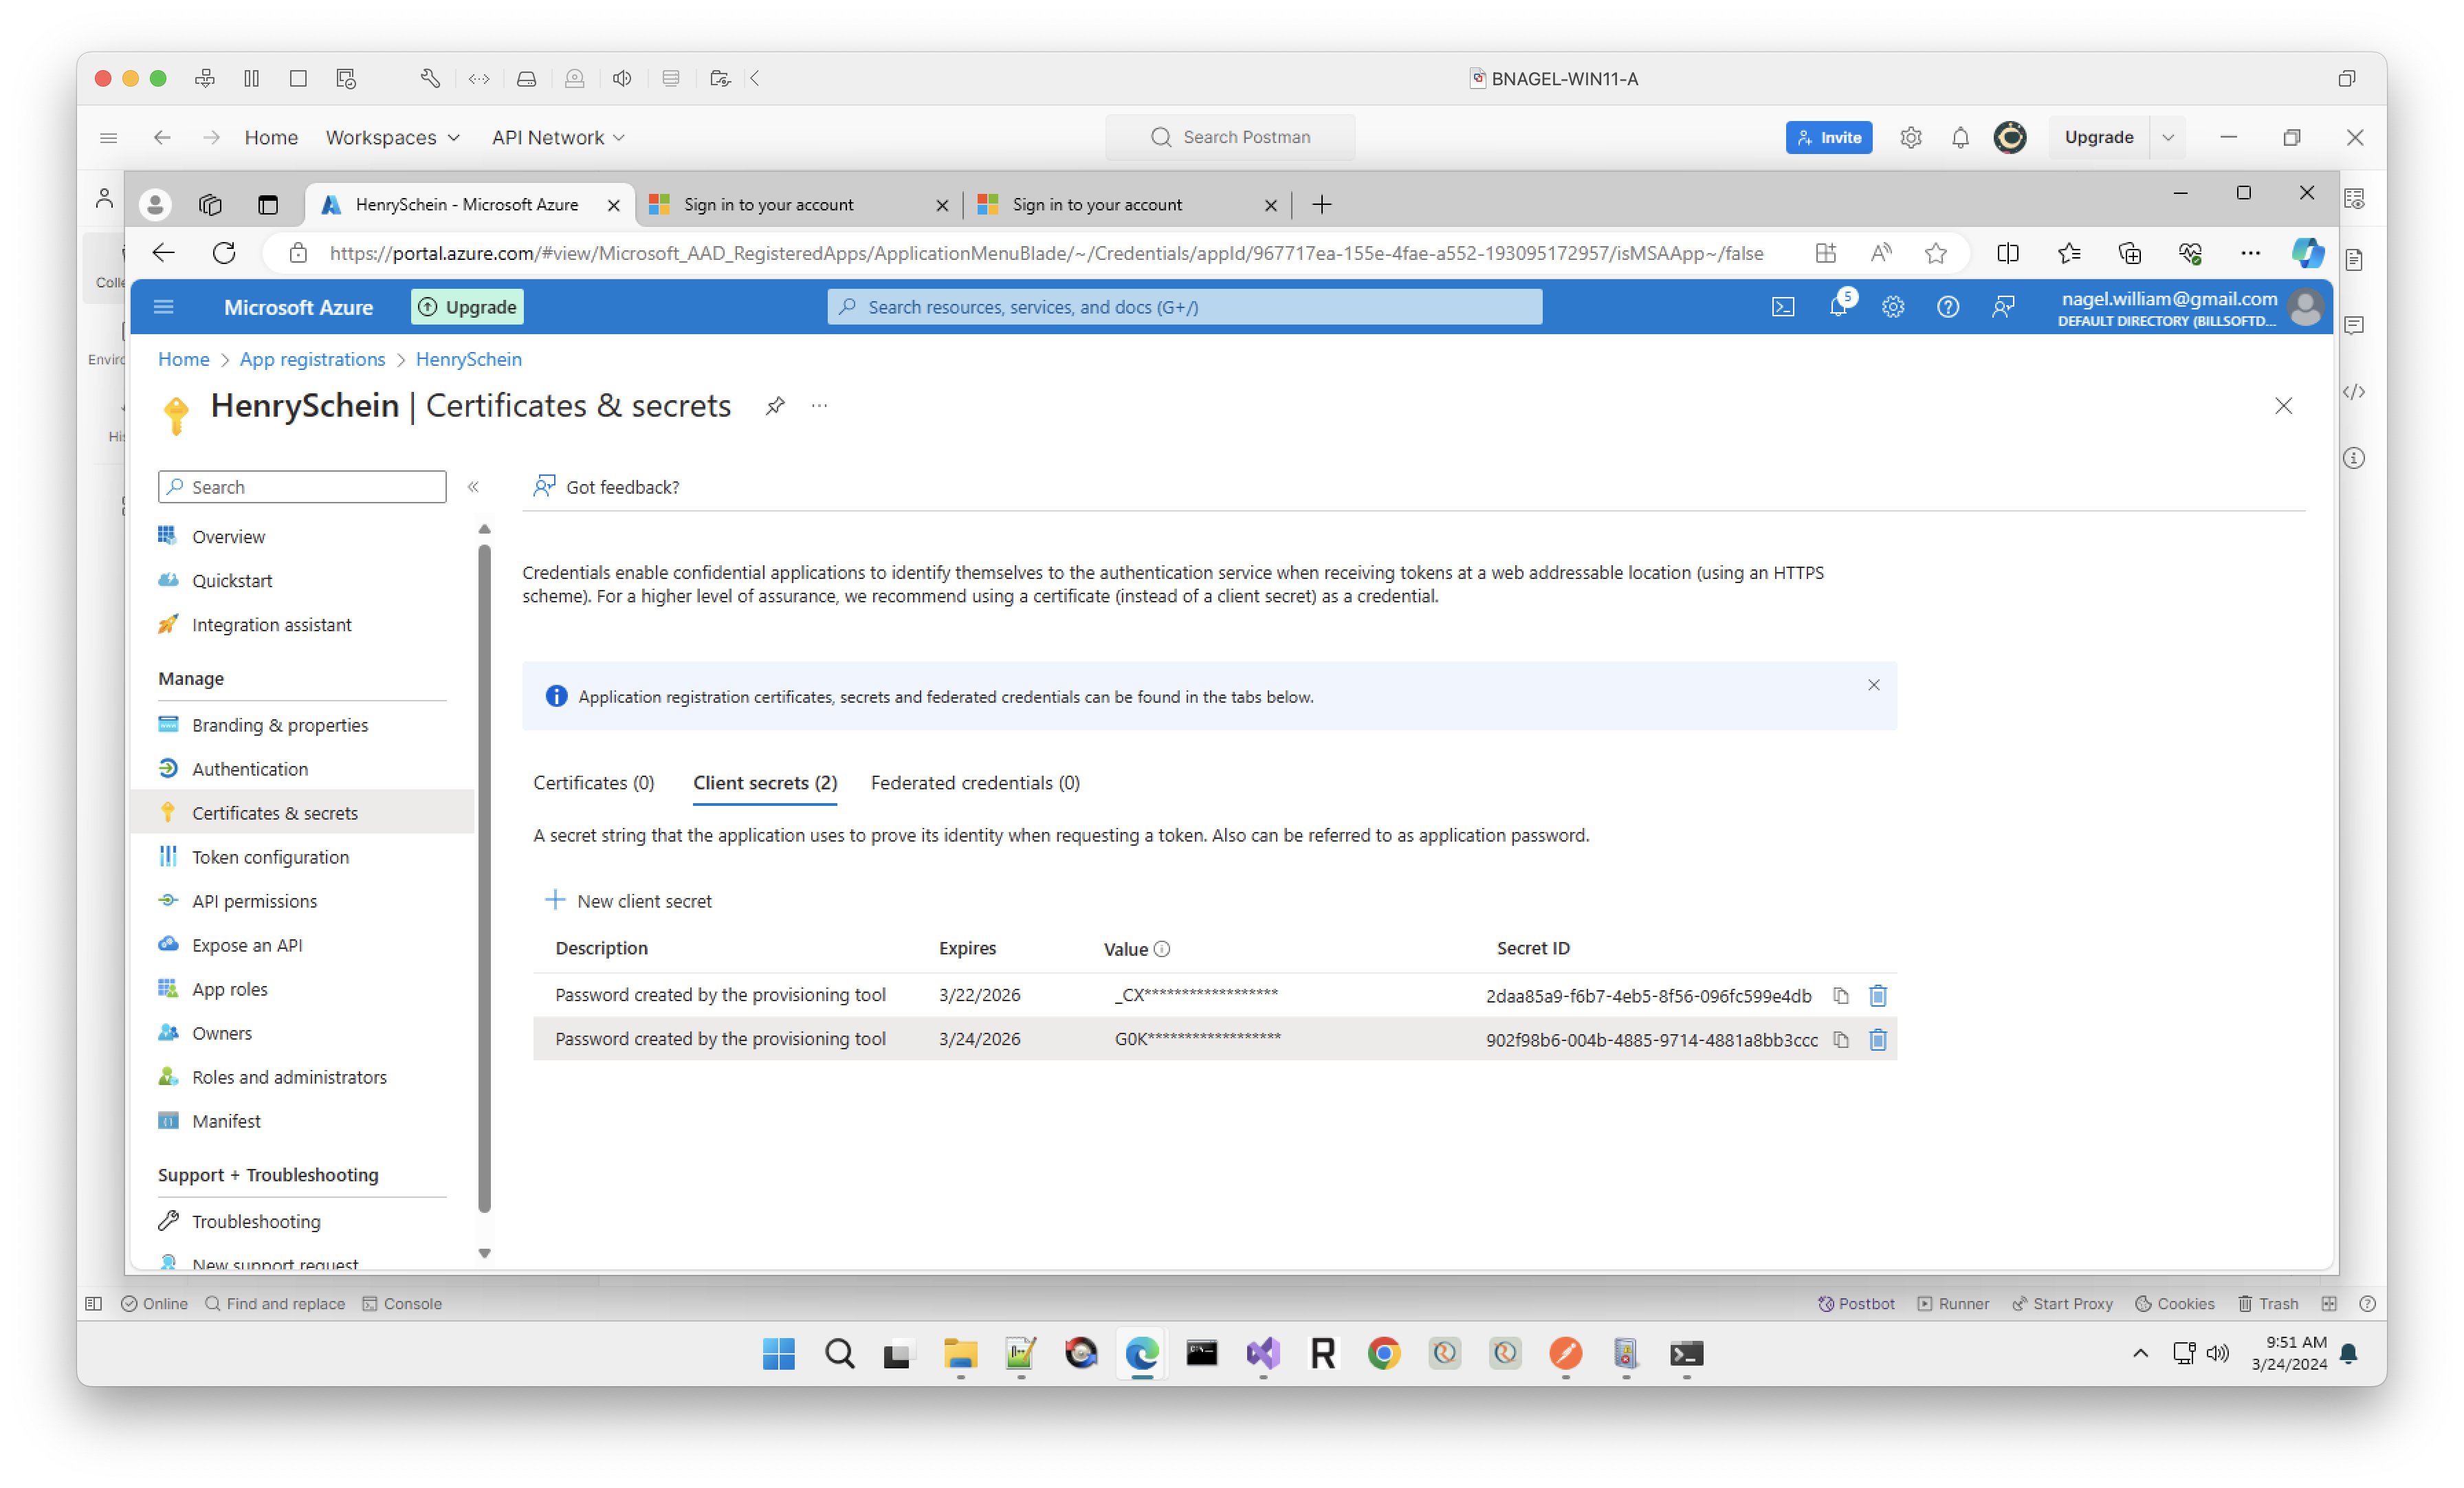 BNAGEL-WIN11-A
Home Workspaces API Network Search Postman Invite Upgrade
HenrySchein - Microsoft Azure Sign in to your account Sign in to your account
https://portal.azure.com/#view/Microsoft_AAD_RegisteredApps/ApplicationMenuBlade/~/Credentials/appId/967717ea-155e-4fae-a552-193095172957/isMSAApp~/false
Colle
Enviro
His
Microsoft Azure Upgrade Search resources, services, and docs (G+/) 5 nagel.william@gmail.com
DEFAULT DIRECTORY (BILLSOFTD...
Home > App registrations > HenrySchein
HenrySchein | Certificates & secrets
Search
Got feedback?
Overview
Quickstart
Integration assistant
Manage
Branding & properties
Authentication
Certificates & secrets
Token configuration
API permissions
Expose an API
App roles
Owners
Roles and administrators
Manifest
Support + Troubleshooting
Troubleshooting
New support request
Credentials enable confidential applications to identify themselves to the authentication service when receiving tokens at a web addressable location (using an HTTPS
scheme). For a higher level of assurance, we recommend using a certificate (instead of a client secret) as a credential.
Application registration certificates, secrets and federated credentials can be found in the tabs below.
Certificates (0) Client secrets (2) Federated credentials (0)
A secret string that the application uses to prove its identity when requesting a token. Also can be referred to as application password.
New client secret
Description Expires Value Secret ID
Password created by the provisioning tool 3/22/2026 _CX****************** 2daa85a9-f6b7-4eb5-8f56-096fc599e4db
Password created by the provisioning tool 3/24/2026 G0K****************** 902f98b6-004b-4885-9714-4881a8bb3ccc
Online Find and replace Console Postbot Runner Start Proxy Cookies Trash
9:51 AM
3/24/2024